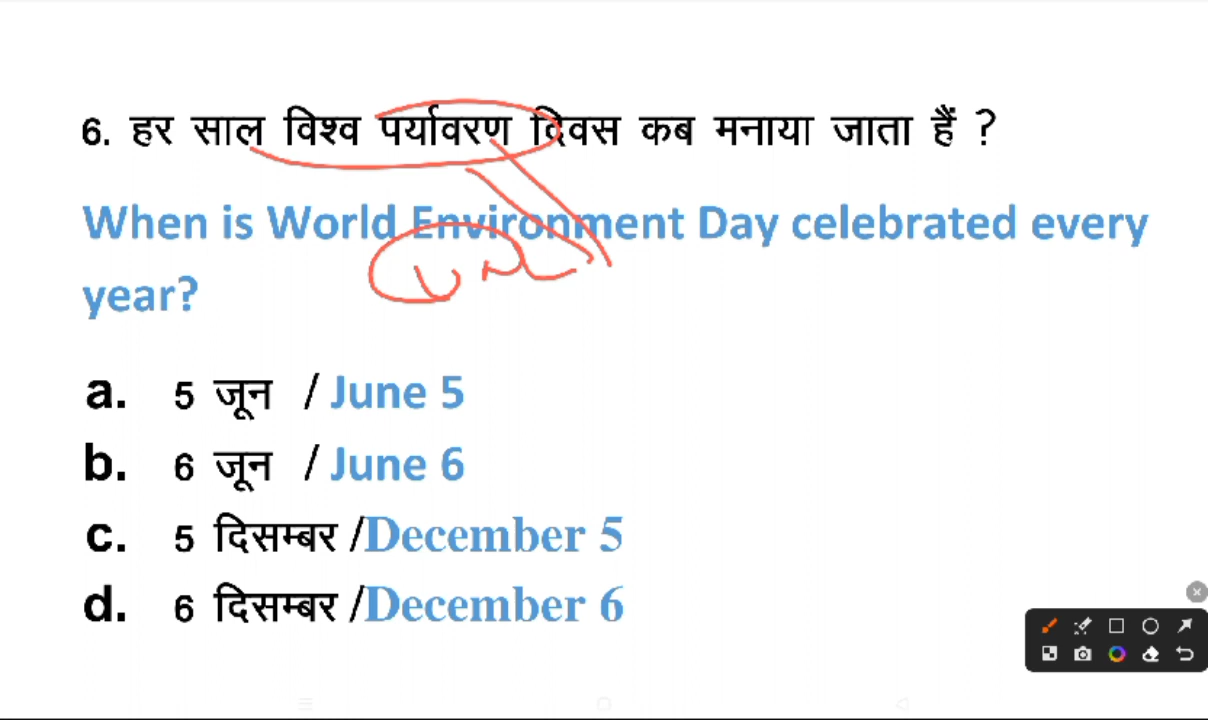 6. हर साल विश्व पर्यावरण दिवस कब मनाया जाता हैं ?
When is World Environment Day celebrated every
year?
a. 5 जून / June 5
b. 6 जून / June 6
c. 5 दिसम्बर /December 5
d. 6 दिसम्बर /December 6